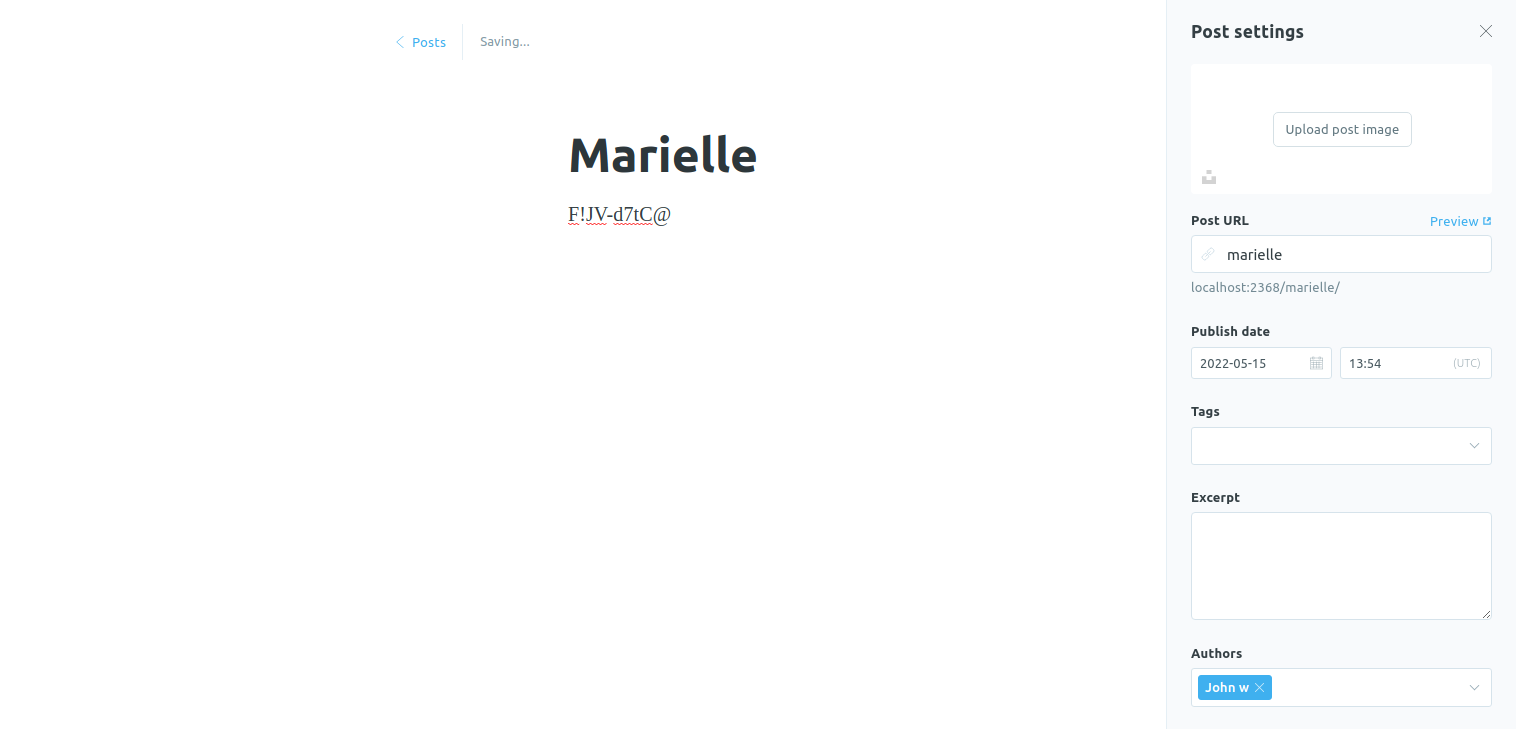 Posts
Saving...
Marielle
F!JV-d7tC@
Post settings
Upload post image
Post URL
Preview
marielle
localhost:2368/marielle/
Publish date
2022-05-15
13:54
(UTC)
Tags
Excerpt
Authors
John w